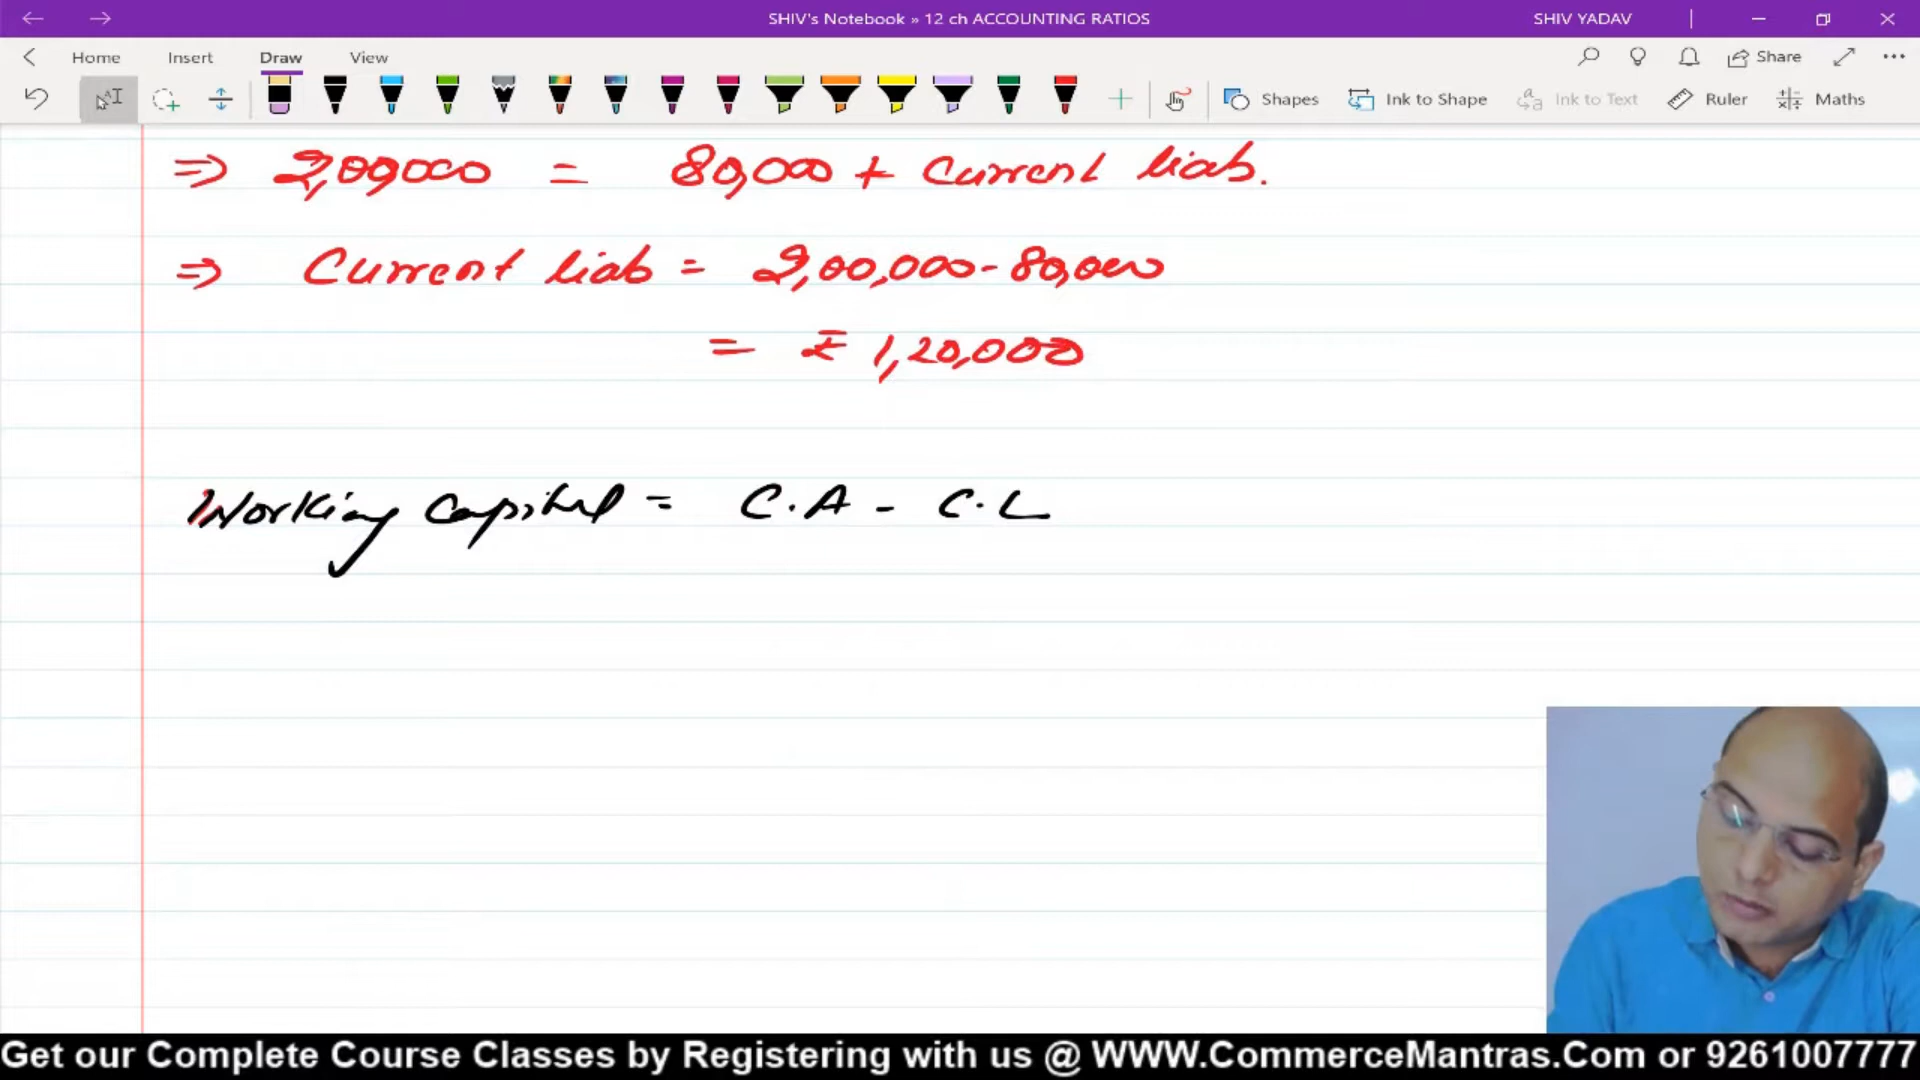 SHIV's Notebook » 12 ch ACCOUNTING RATIOS SHIV YADAV
Home Insert Draw View Share
Shapes Ink to Shape Ink to Text Ruler Maths
⇒ 2,00,000 = 80,000 + Current liab.
⇒ Current liab = 2,00,000 - 80,000
= ₹ 1,20,000
Working Capital = C.A - C.L
Get our Complete Course Classes by Registering with us @ WWW.CommerceMantras.Com or 9261007777